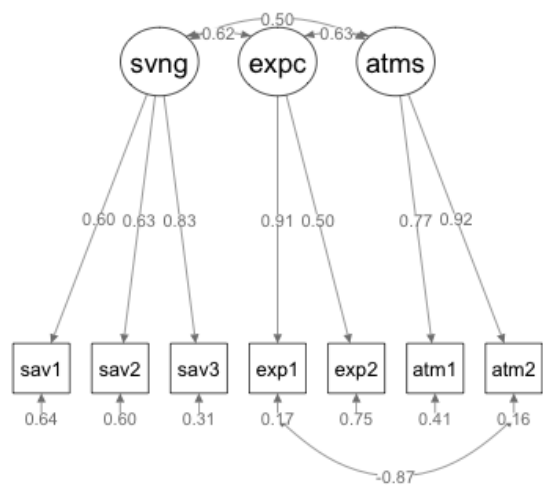 0.50
0.62 0.63
svng expc atms
0.60 0.63 0.83 0.91 0.50 0.77 0.92
sav1 sav2 sav3 exp1 exp2 atm1 atm2
0.64 0.60 0.31 0.17 0.75 0.41 0.16
-0.87